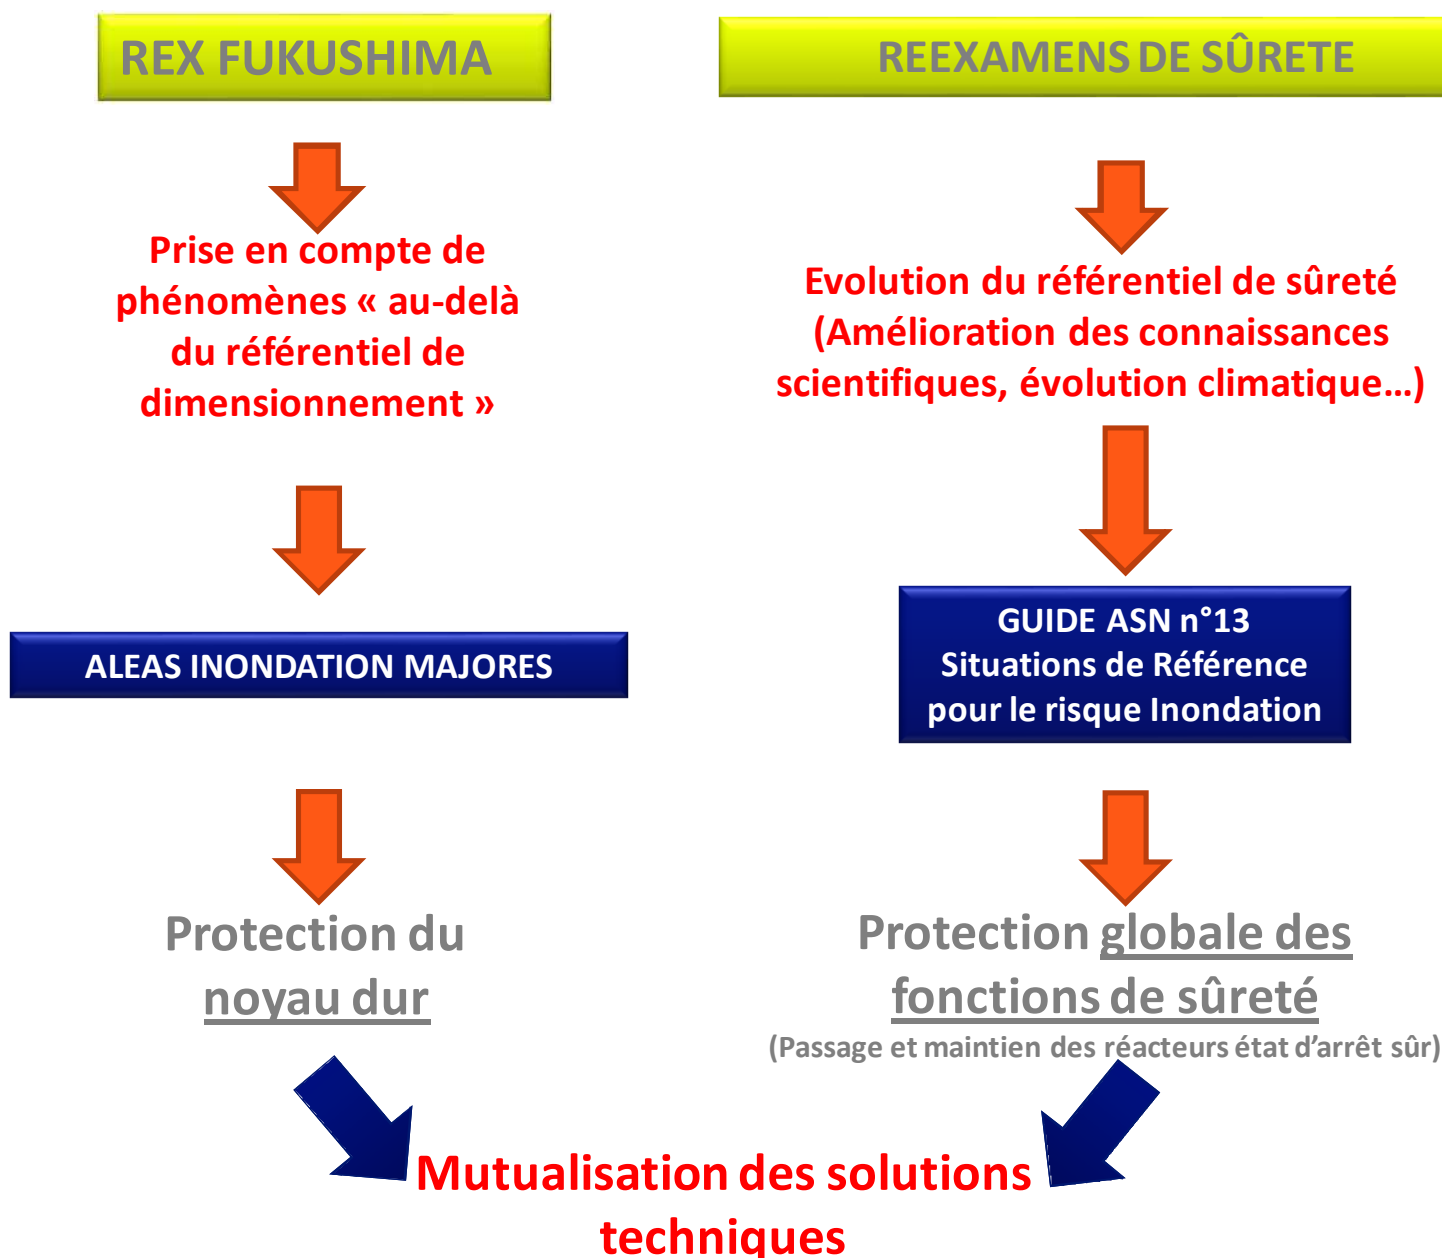 REX FUKUSHIMA
Prise en compte de
phénomènes « au-delà
du référentiel de
dimensionnement »
ALEAS INONDATION MAJORES
Protection du
noyau dur
REEXAMENS DE SÛRETE
Evolution du référentiel de sûreté
(Amélioration des connaissances
scientifiques, évolution climatique…)
GUIDE ASN n°13
Situations de Référence
pour le risque Inondation
Protection globale des
fonctions de sûreté
(Passage et maintien des réacteurs état d’arrêt sûr)
Mutualisation des solutions
techniques